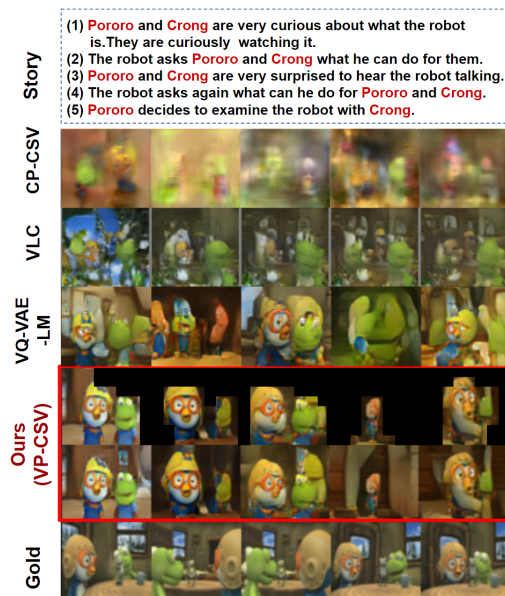 Story
(1) Pororo and Crong are very curious about what the robot
is.They are curiously watching it.
(2) The robot asks Pororo and Crong what he can do for them.
(3) Pororo and Crong are very surprised to hear the robot talking.
(4) The robot asks again what can he do for Pororo and Crong.
(5) Pororo decides to examine the robot with Crong.
CP-CSV
VLC
VQ-VAE
-LM
Ours
(VP-CSV)
Gold